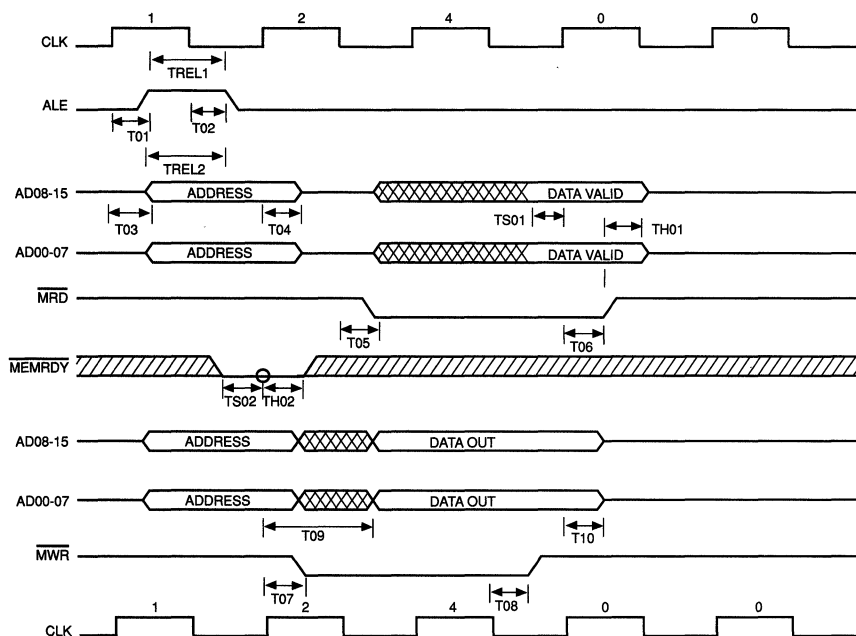 1 2 4 0 0
CLK
TREL1
ALE
T01 T02
TREL2
AD08-15 ADDRESS DATA VALID
T03 T04 TS01 TH01
AD00-07 ADDRESS DATA VALID
MRD
T05 T06
MEMRDY
TS02 TH02
AD08-15 ADDRESS DATA OUT
AD00-07 ADDRESS DATA OUT
T09 T10
MWR
T07 T08
1 2 4 0 0
CLK